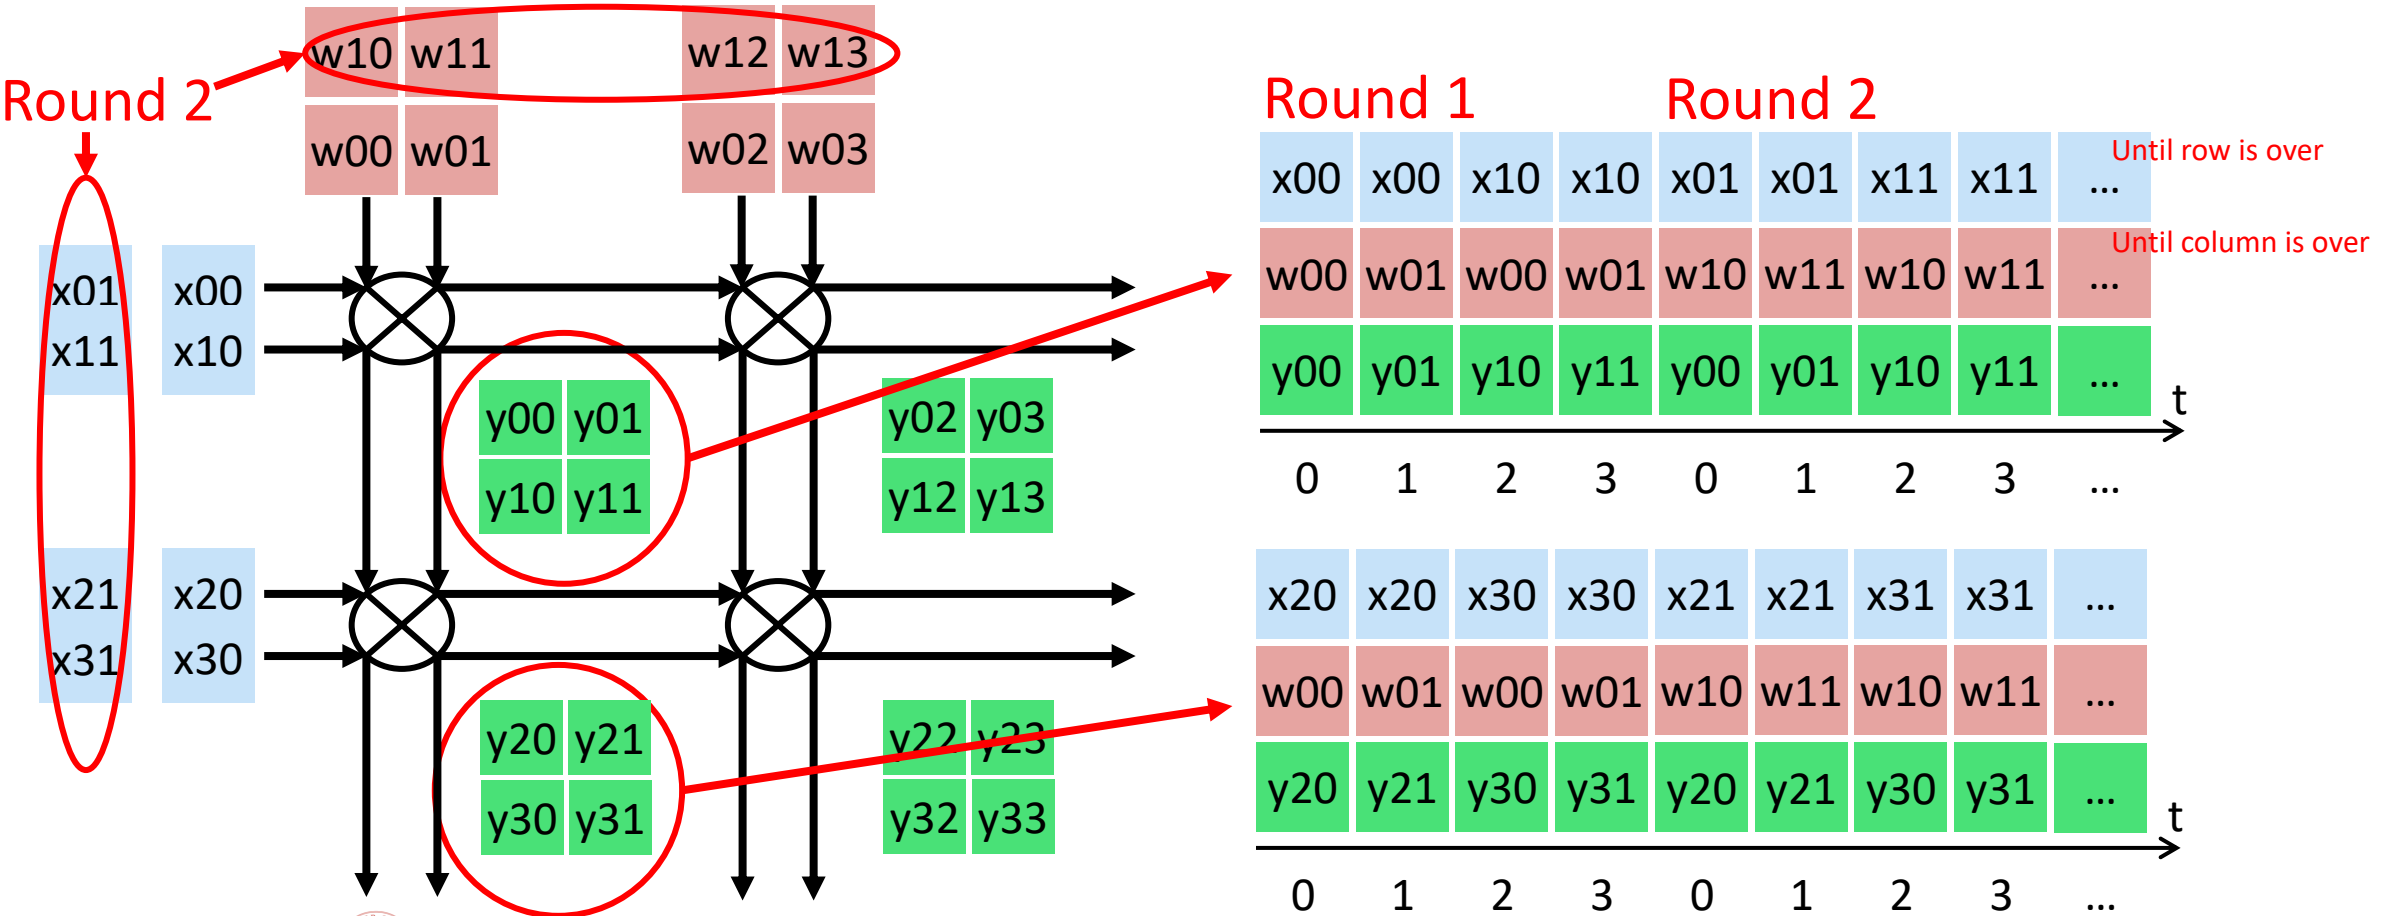 w10 w11 w12 w13
Round 2
w00 w01 w02 w03
x01 x00
x11 x10
y00 y01 y02 y03
y10 y11 y12 y13
x21 x20
x31 x30
y20 y21 y22 y23
y30 y31 y32 y33
Round 1 Round 2
x00 x00 x10 x10 x01 x01 x11 x11 ... Until row is over
w00 w01 w00 w01 w10 w11 w10 w11 ... Until column is over
y00 y01 y10 y11 y00 y01 y10 y11 ...
t
0 1 2 3 0 1 2 3 ...
x20 x20 x30 x30 x21 x21 x31 x31 ...
w00 w01 w00 w01 w10 w11 w10 w11 ...
y20 y21 y30 y31 y20 y21 y30 y31 ...
t
0 1 2 3 0 1 2 3 ...